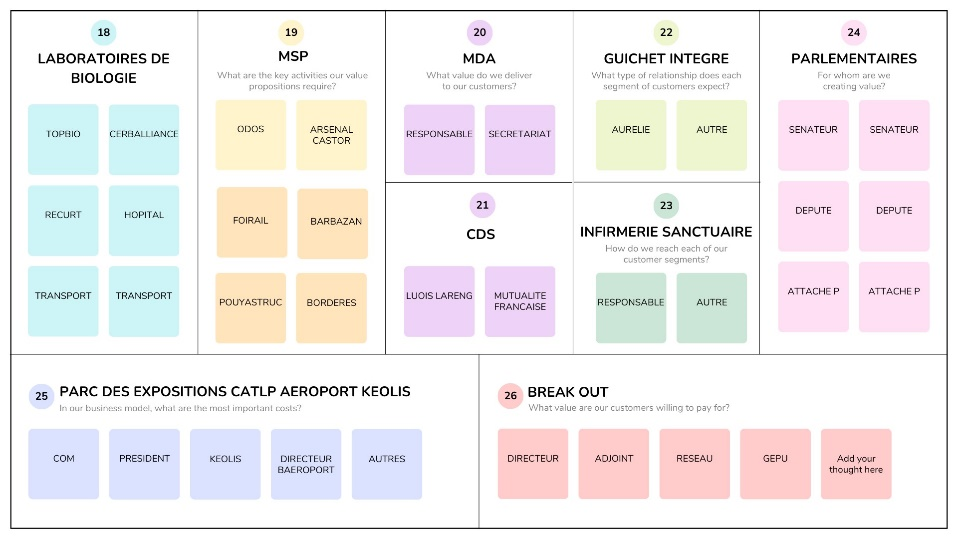 18
LABORATOIRES DE
BIOLOGIE
TOPBIO
CERBALLIANCE
RECURT
HOPITAL
TRANSPORT
TRANSPORT
19
MSP
What are the key activities our value
propositions require?
ODOS
ARSENAL
CASTOR
FOIRAIL
BARBAZAN
POUYASTRUC
BORDERES
20
MDA
What value do we deliver
to our customers?
RESPONSABLE
SECRETARIAT
21
CDS
LUOIS LARENG
MUTUALITE
FRANCAISE
22
GUICHET INTEGRE
What type of relationship does each
segment of customers expect?
AURELIE
AUTRE
23
INFIRMERIE SANCTUAIRE
How do we reach each of our
customer segments?
RESPONSABLE
AUTRE
24
PARLEMENTAIRES
For whom are we
creating value?
SENATEUR
SENATEUR
DEPUTE
DEPUTE
ATTACHE P
ATTACHE P
25
PARC DES EXPOSITIONS CATLP AEROPORT KEOLIS
In our business model, what are the most important costs?
COM
PRESIDENT
KEOLIS
DIRECTEUR
BAEROPORT
AUTRES
26
BREAK OUT
What value are our customers willing to pay for?
DIRECTEUR
ADJOINT
RESEAU
GEPU
Add your
thought here